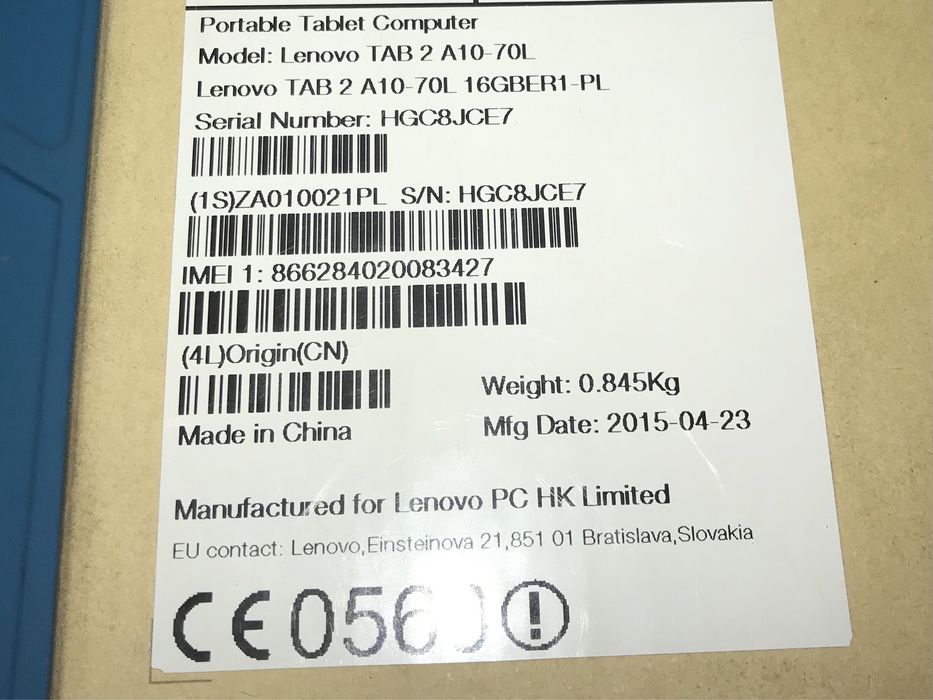 Portable Tablet Computer
Model: Lenovo TAB 2 A10-70L
Lenovo TAB 2 A10-70L 16GBER1-PL
Serial Number: HGC8JCE7
(1S)ZA010021PL S/N: HGC8JCE7
IMEI 1: 866284020083427
(4L)Origin(CN)
Weight: 0.845Kg
Made in China
Mfg Date: 2015-04-23
Manufactured for Lenovo PC HK Limited
EU contact: Lenovo,Einsteinova 21,851 01 Bratislava,Slovakia
CE